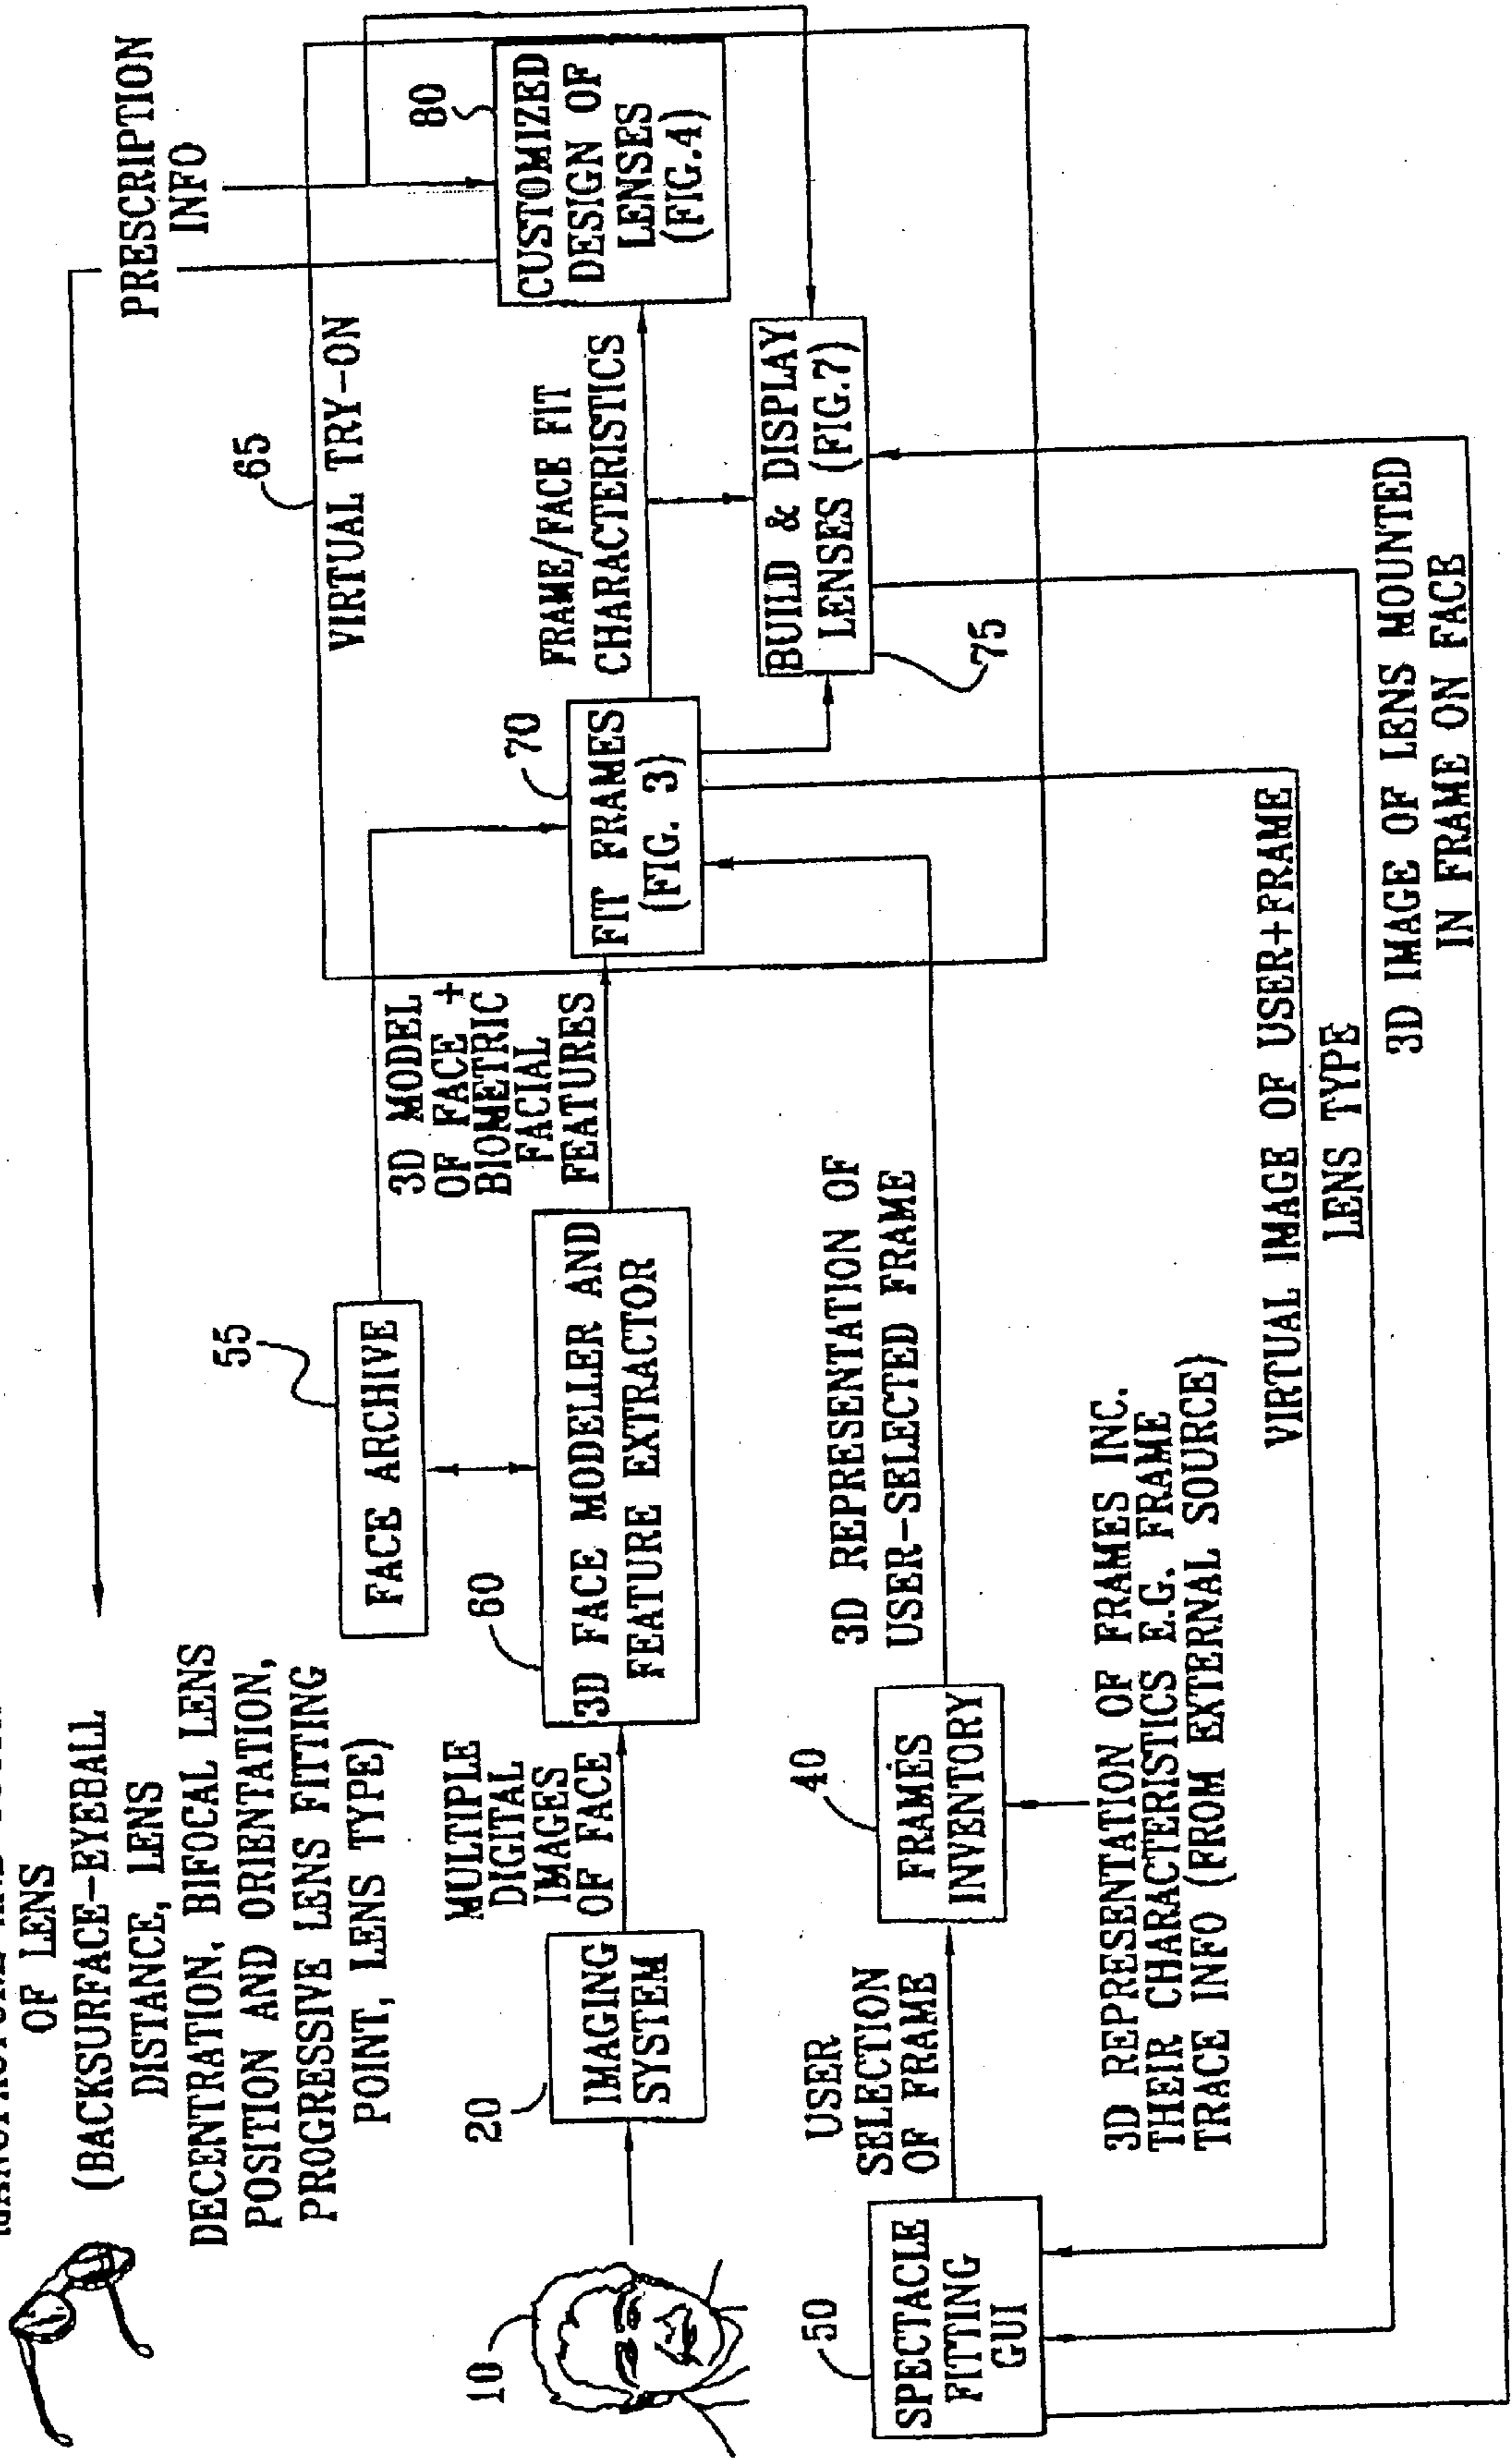 OF LENS
(BACKSURFACE-EYEBALL
DISTANCE, LENS
DECENTRATION, BIFOCAL LENS
POSITION AND ORIENTATION,
PROGRESSIVE LENS FITTING
POINT, LENS TYPE)
PRESCRIPTION
INFO
65
VIRTUAL TRY-ON
55
FACE ARCHIVE
3D MODEL
OF FACE +
BIOMETRIC
FACIAL
FEATURES
80
CUSTOMIZED
DESIGN OF
LENSES
(FIG.4)
10
20
IMAGING
SYSTEM
MULTIPLE
DIGITAL
IMAGES
OF FACE
60
3D FACE MODELLER AND
FEATURE EXTRACTOR
70
FIT FRAMES
(FIG. 3)
FRAME/FACE FIT
CHARACTERISTICS
BUILD & DISPLAY
LENSES (FIG.7)
75
50
SPECTACLE
FITTING
GUI
USER
SELECTION
OF FRAME
40
FRAMES
INVENTORY
3D REPRESENTATION OF
USER-SELECTED FRAME
3D REPRESENTATION OF FRAMES INC.
THEIR CHARACTERISTICS E.G. FRAME
TRACE INFO (FROM EXTERNAL SOURCE)
VIRTUAL IMAGE OF USER+FRAME
LENS TYPE
3D IMAGE OF LENS MOUNTED
IN FRAME ON FACE